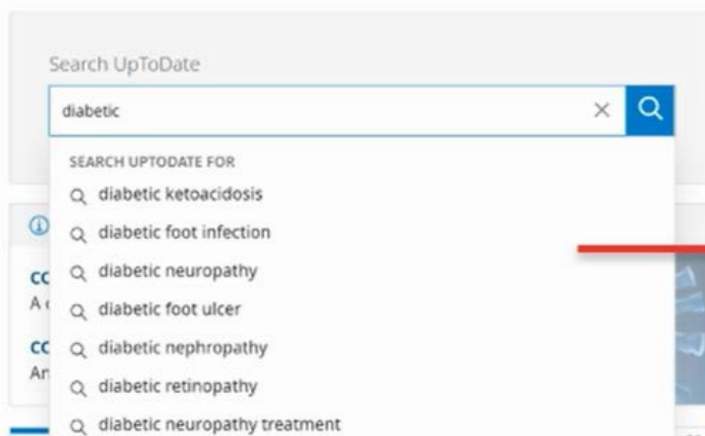 Search UpToDate
diabetic
SEARCH UPTODATE FOR
diabetic ketoacidosis
diabetic foot infection
diabetic neuropathy
diabetic foot ulcer
diabetic nephropathy
diabetic retinopathy
diabetic neuropathy treatment